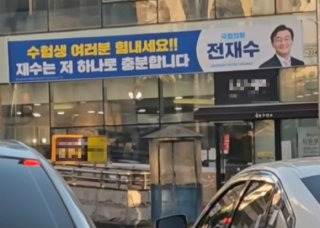 수험생 여러분 힘내세요!!
재수는 저 하나로 충분합니다
국회의원
전재수